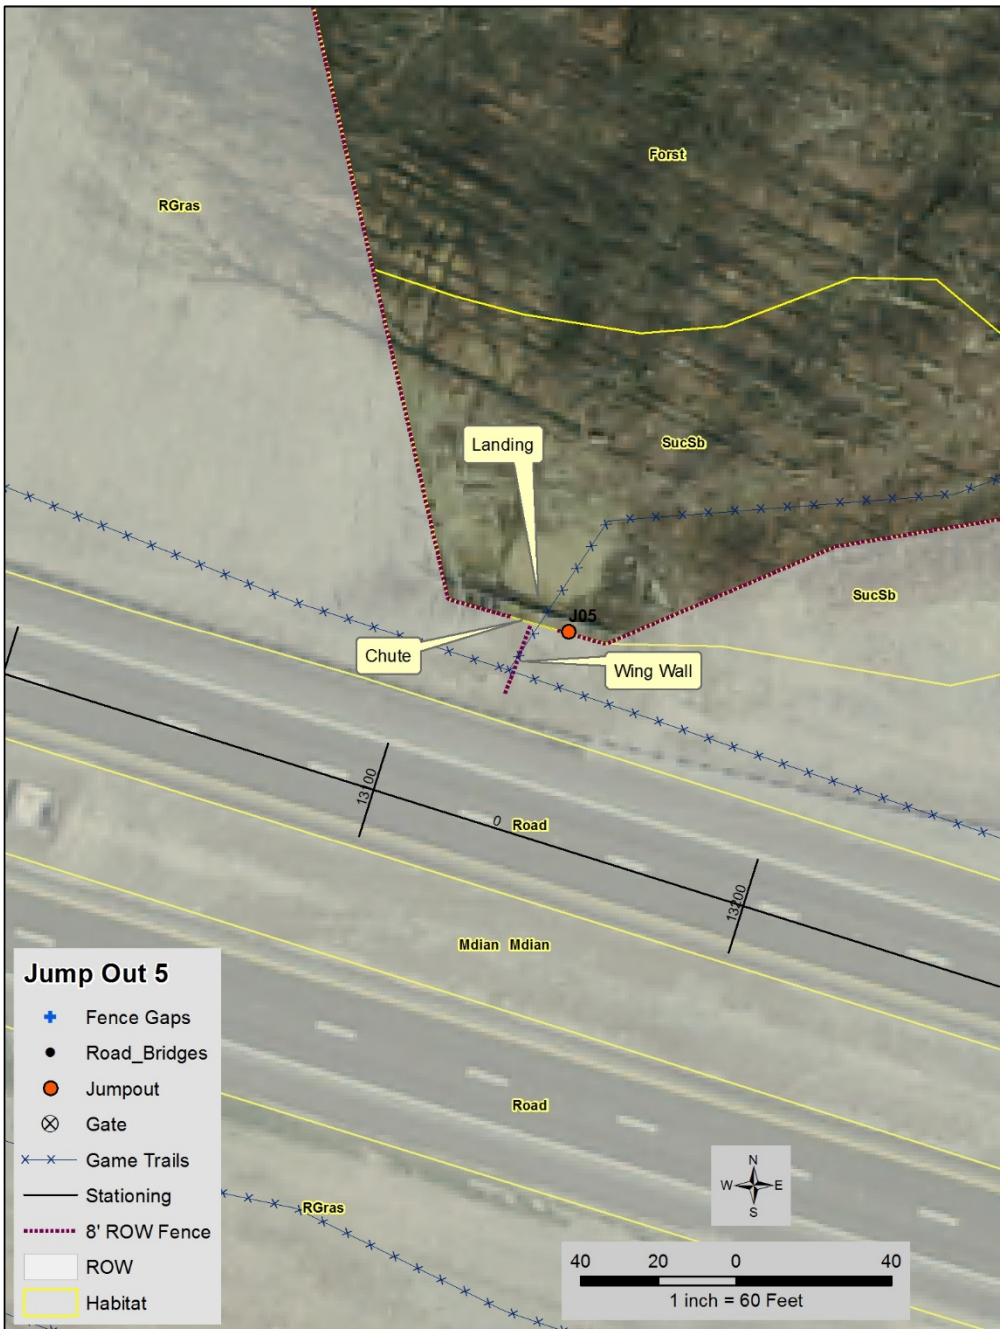 Forst
RGras
Landing
SucSb
SucSb
J05
Chute
Wing Wall
13100
0
Road
13200
Mdian Mdian
Road
RGras
Jump Out 5
Fence Gaps
Road_Bridges
Jumpout
Gate
Game Trails
Stationing
8' ROW Fence
ROW
Habitat
N
W E
S
40 20 0 40
1 inch = 60 Feet